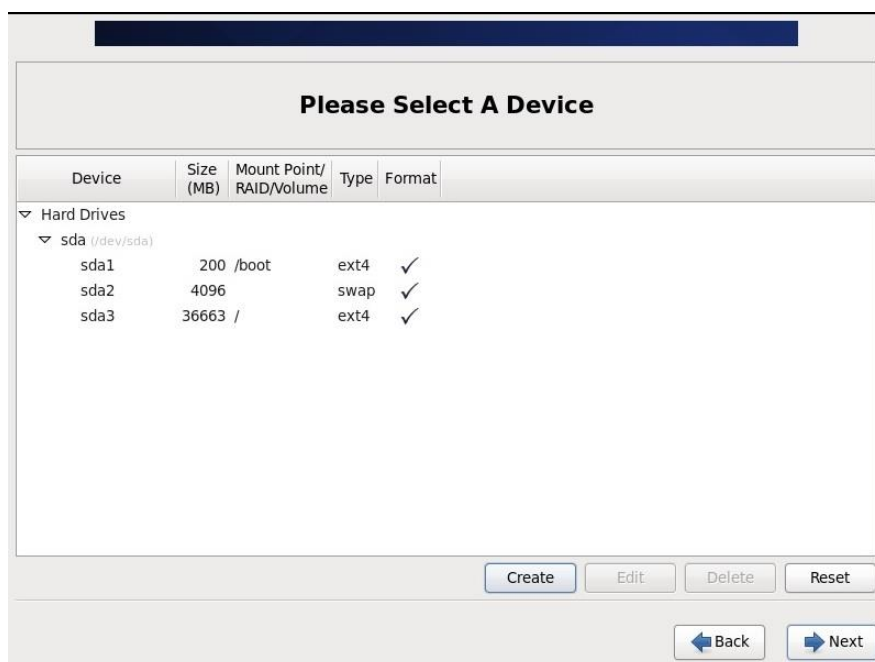 Please Select A Device
Device Size (MB) Mount Point/ RAID/Volume Type Format
Hard Drives
sda (/dev/sda)
sda1 200 /boot ext4
sda2 4096 swap
sda3 36663 / ext4
Create Edit Delete Reset
Back Next